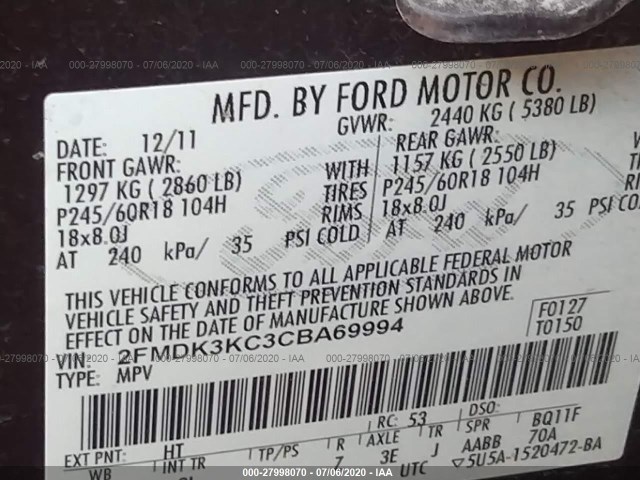 000-27998070 / 07/06/2020 - IAA
MFD. BY FORD MOTOR CO.
DATE: 12/11
GVWR: 2440 KG ( 5380 LB)
FRONT GAWR:
1297 KG ( 2860 LB)
P245/60R18 104H
18x8.0J
AT 240 kPa/ 35 PSI COLD
WITH
TIRES
RIMS
REAR GAWR:
1157 KG ( 2550 LB)
P245/60R18 104H
18x8.0J
AT 240 kPa/ 35 PSI COL
THIS VEHICLE CONFORMS TO ALL APPLICABLE FEDERAL MOTOR
VEHICLE SAFETY AND THEFT PREVENTION STANDARDS IN
EFFECT ON THE DATE OF MANUFACTURE SHOWN ABOVE.
VIN: 2FMDK3KC3CBA69994
TYPE: MPV
F0127
T0150
EXT PNT: HT RC: 53 DSO:
WB INT TR TP/PS R AXLE TR SPR BQ11F
7 3E J AABB 70A
UTC 5U5A-1520472-BA
000-27998070 / 07/06/2020 - IAA